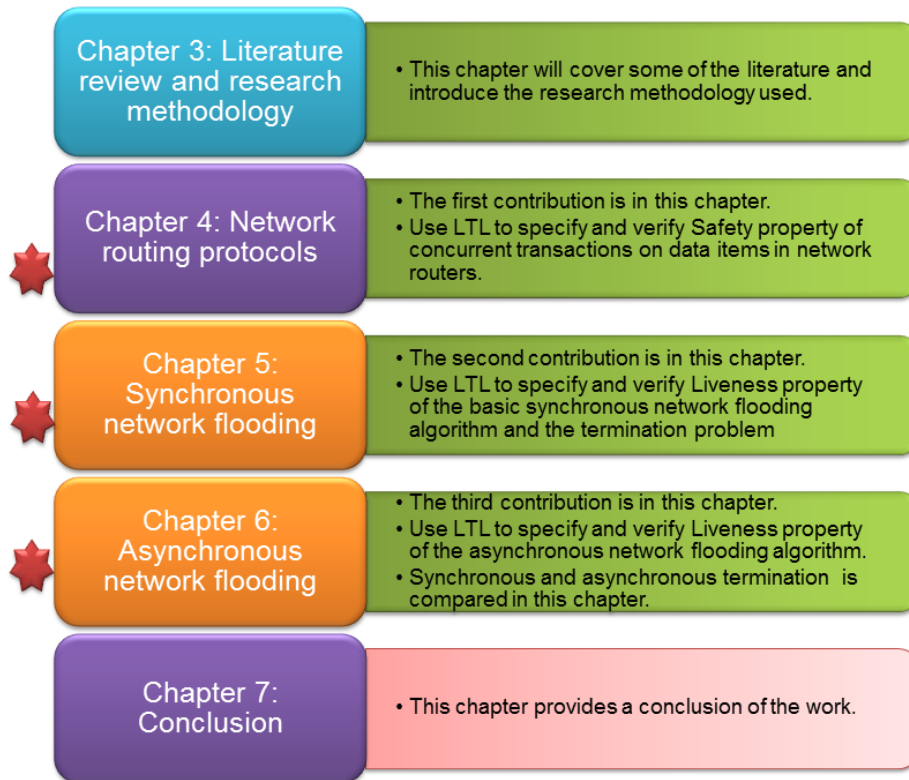 Chapter 3: Literature
review and research
methodology
• This chapter will cover some of the literature and
introduce the research methodology used.
Chapter 4: Network
routing protocols
• The first contribution is in this chapter.
• Use LTL to specify and verify Safety property of
concurrent transactions on data items in network
routers.
Chapter 5:
Synchronous
network flooding
• The second contribution is in this chapter.
• Use LTL to specify and verify Liveness property
of the basic synchronous network flooding
algorithm and the termination problem
Chapter 6:
Asynchronous
network flooding
• The third contribution is in this chapter.
• Use LTL to specify and verify Liveness property
of the asynchronous network flooding algorithm.
• Synchronous and asynchronous termination is
compared in this chapter.
Chapter 7:
Conclusion
• This chapter provides a conclusion of the work.